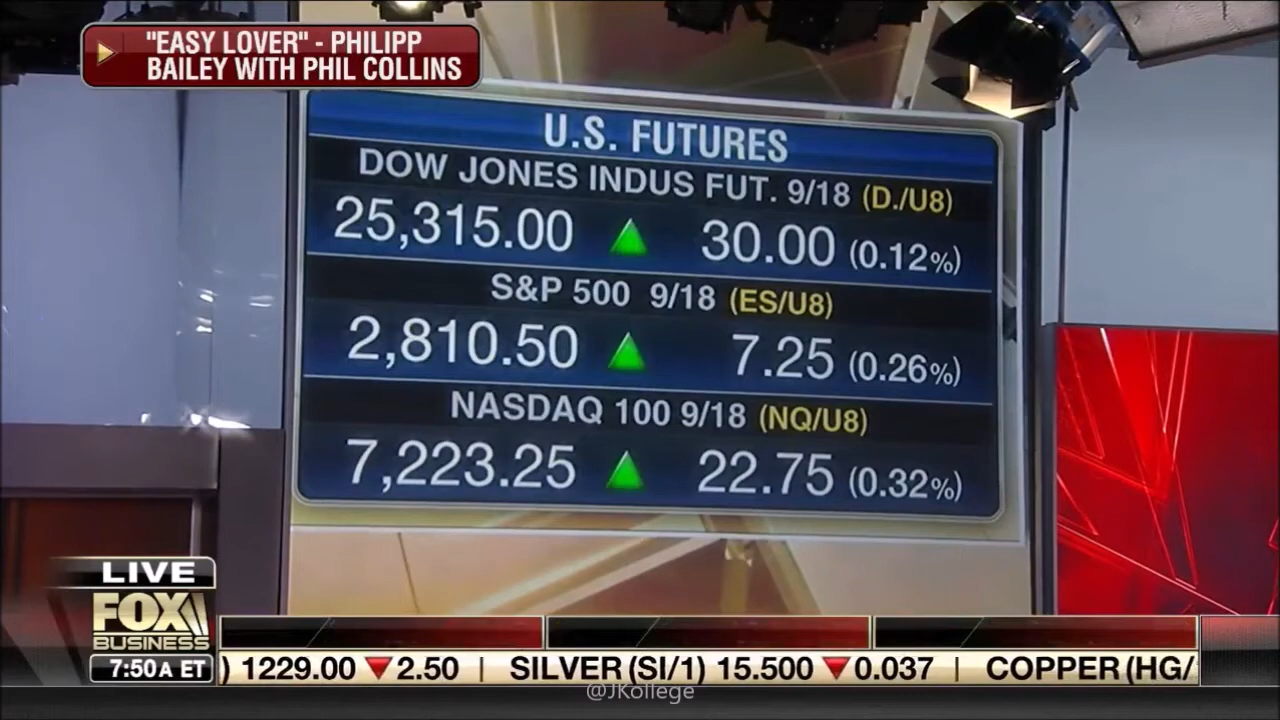 "EASY LOVER" - PHILIPP
BAILEY WITH PHIL COLLINS
U.S. FUTURES
DOW JONES INDUS FUT. 9/18 (D./U8)
25,315.00 ▲ 30.00 (0.12%)
S&P 500 9/18 (ES/U8)
2,810.50 ▲ 7.25 (0.26%)
NASDAQ 100 9/18 (NQ/U8)
7,223.25 ▲ 22.75 (0.32%)
LIVE
FOX
BUSINESS
7:50A ET
) 1229.00 ▼2.50 | SILVER (SI/1) 15.500 ▼0.037 | COPPER (HG/
@JKollege